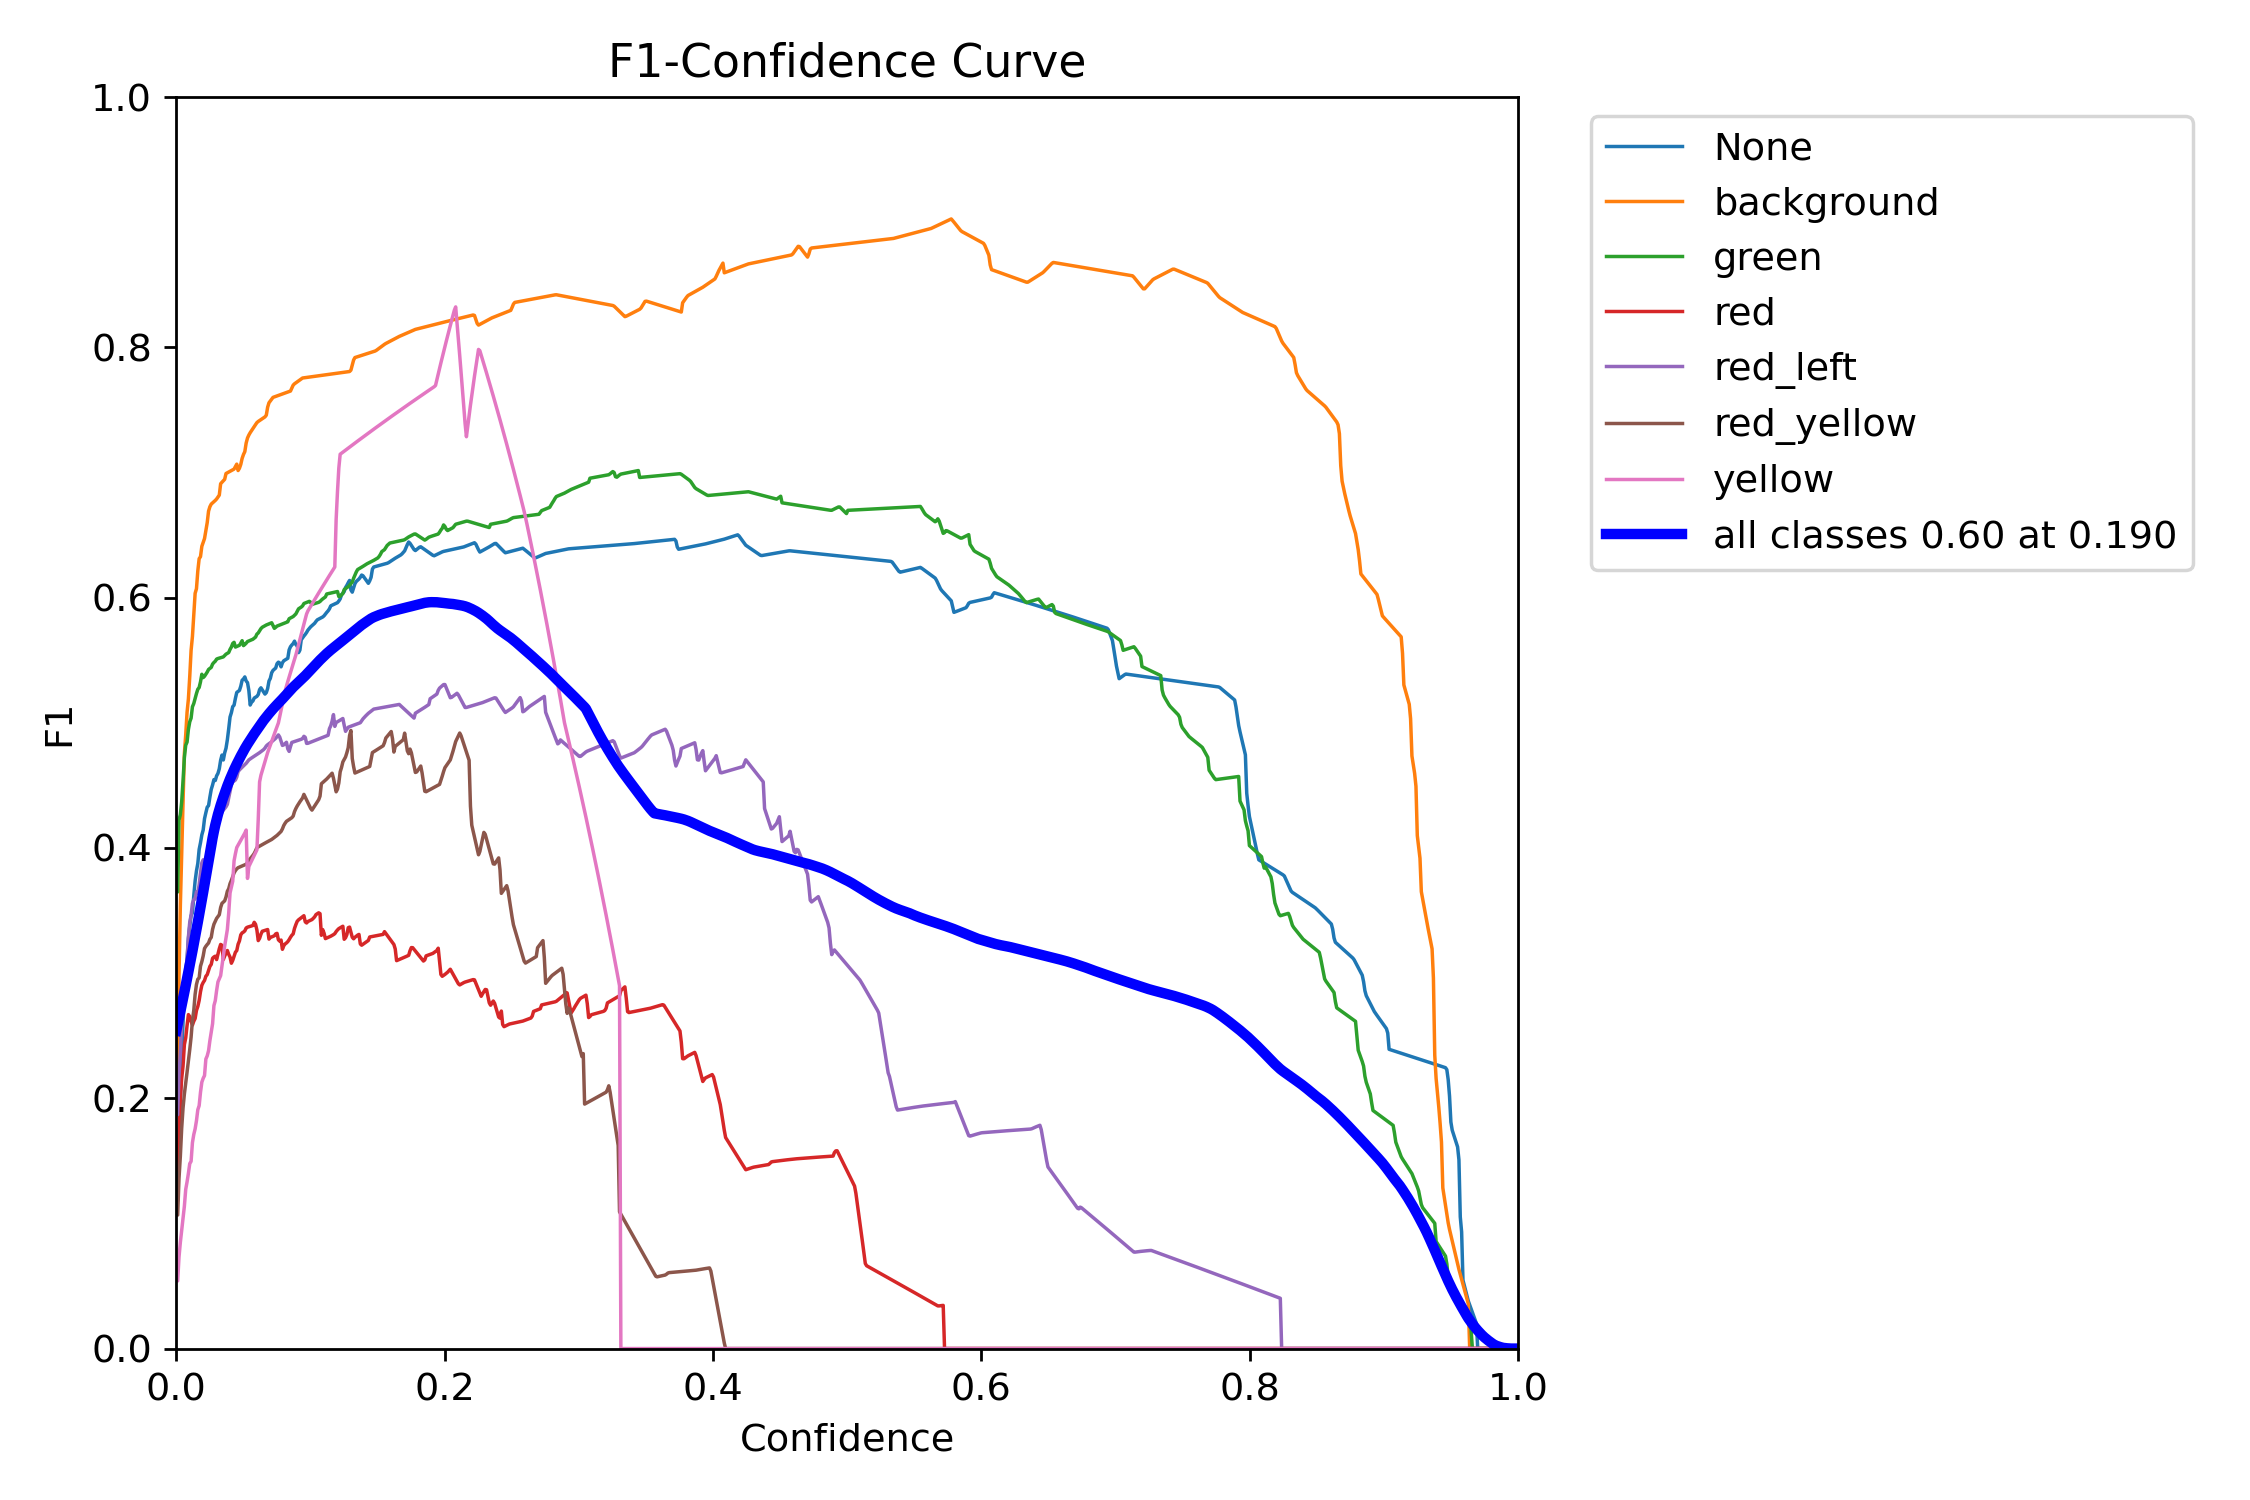 F1-Confidence Curve
1.0
0.8
0.6
0.4
0.2
0.0
F1
0.0 0.2 0.4 0.6 0.8 1.0
Confidence
None
background
green
red
red_left
red_yellow
yellow
all classes 0.60 at 0.190